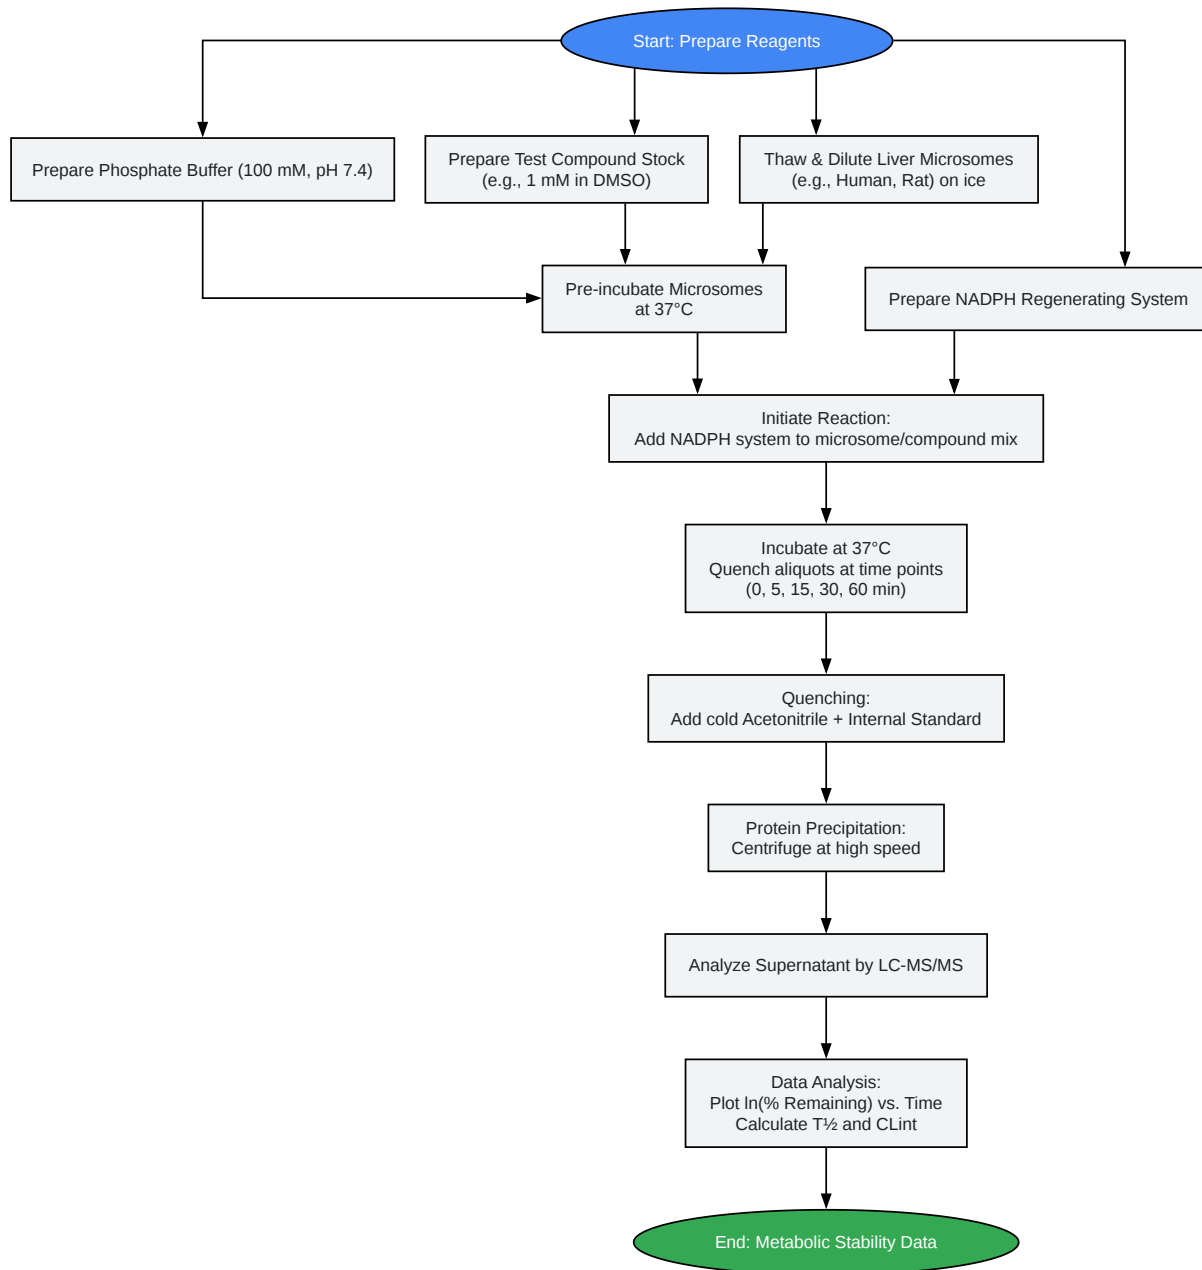 Start: Prepare Reagents
Prepare Phosphate Buffer (100 mM, pH 7.4)
Prepare Test Compound Stock
(e.g., 1 mM in DMSO)
Thaw & Dilute Liver Microsomes
(e.g., Human, Rat) on ice
Pre-incubate Microsomes
at 37°C
Prepare NADPH Regenerating System
Initiate Reaction:
Add NADPH system to microsome/compound mix
Incubate at 37°C
Quench aliquots at time points
(0, 5, 15, 30, 60 min)
Quenching:
Add cold Acetonitrile + Internal Standard
Protein Precipitation:
Centrifuge at high speed
Analyze Supernatant by LC-MS/MS
Data Analysis:
Plot ln(% Remaining) vs. Time
Calculate T½ and CLint
End: Metabolic Stability Data